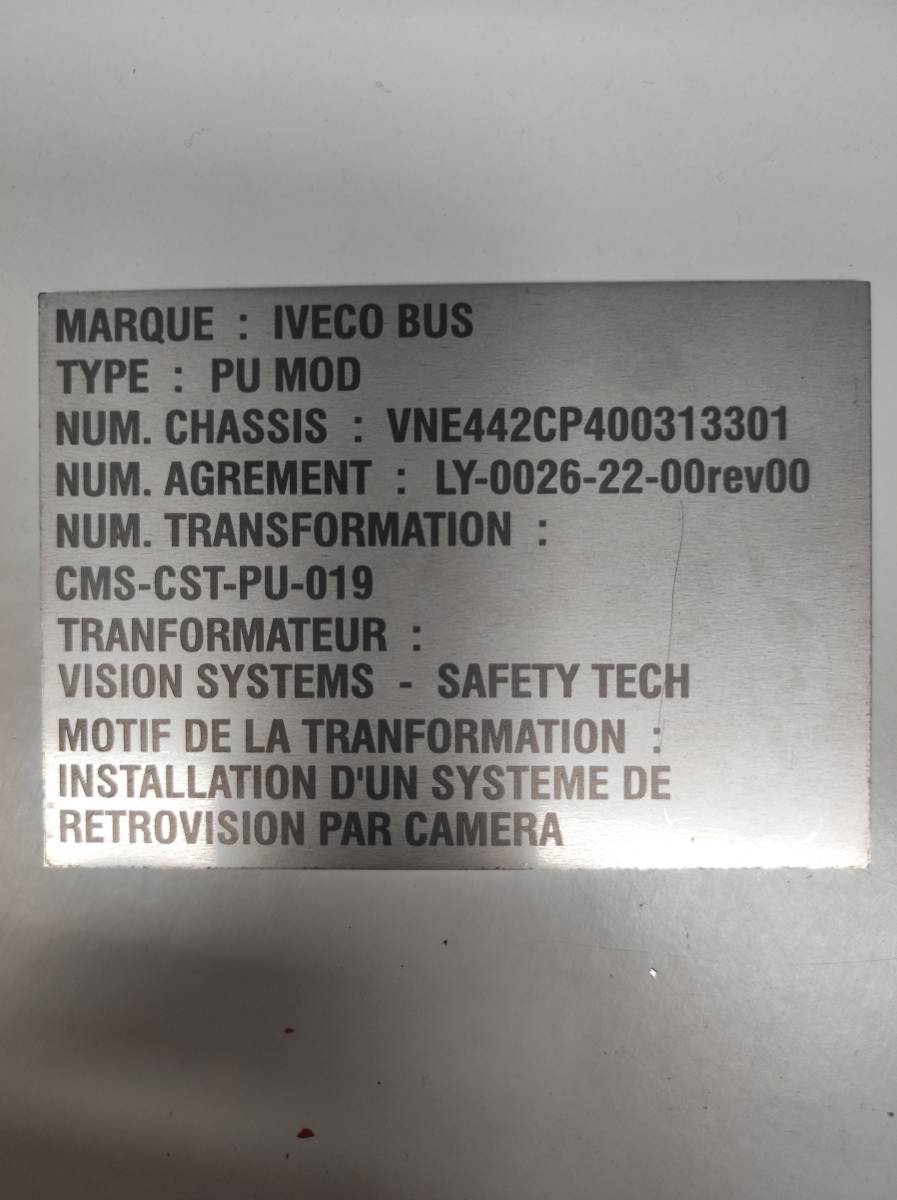 MARQUE : IVECO BUS
TYPE : PU MOD
NUM. CHASSIS : VNE442CP400313301
NUM. AGREMENT : LY-0026-22-00rev00
NUM. TRANSFORMATION :
CMS-CST-PU-019
TRANFORMATEUR :
VISION SYSTEMS - SAFETY TECH
MOTIF DE LA TRANFORMATION :
INSTALLATION D'UN SYSTEME DE
RETROVISION PAR CAMERA